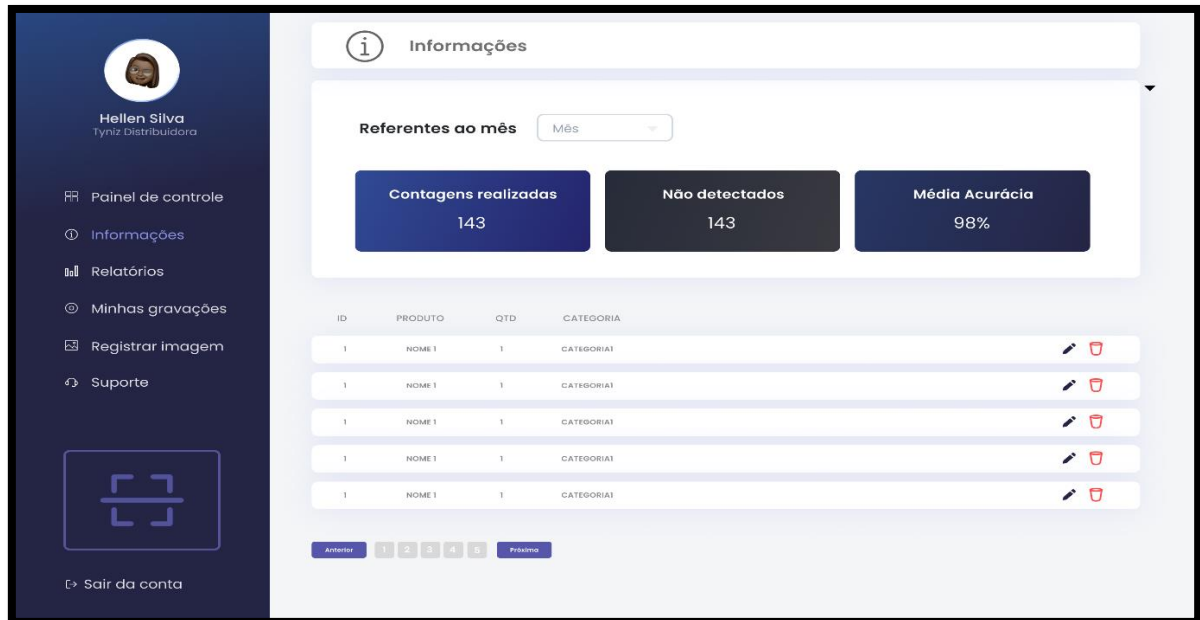 Hellen Silva
Tyniz Distribuidora
Painel de controle
Informações
Relatórios
Minhas gravações
Registrar imagem
Suporte
Sair da conta
Informações
Referentes ao mês Mês
Contagens realizadas
143
Não detectados
143
Média Acurácia
98%
ID PRODUTO QTD CATEGORIA
1 NOME 1 1 CATEGORIA1
1 NOME 1 1 CATEGORIA1
1 NOME 1 1 CATEGORIA1
1 NOME 1 1 CATEGORIA1
1 NOME 1 1 CATEGORIA1
Anterior 1 2 3 4 5 Próxima